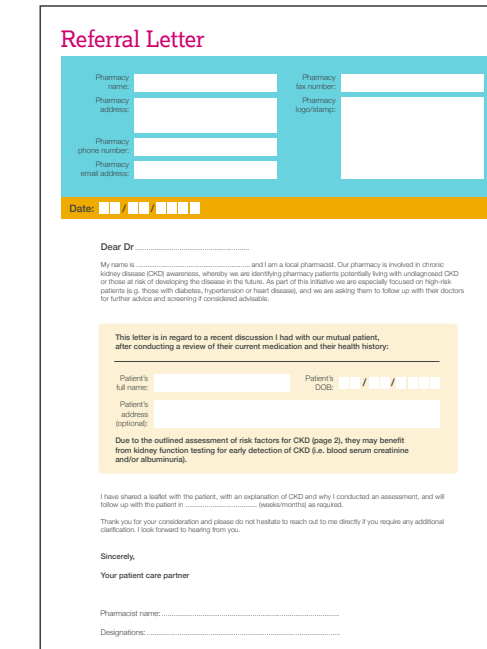 Referral Letter
Pharmacy name:
Pharmacy fax number:
Pharmacy address:
Pharmacy logo/stamp:
Pharmacy phone number:
Pharmacy email address:
Date: / /
Dear Dr ....................................................
My name is .................................................. and I am a local pharmacist. Our pharmacy is involved in chronic
kidney disease (CKD) awareness, whereby we are identifying pharmacy patients potentially living with undiagnosed CKD
or those at risk of developing the disease in the future. As part of this initiative we are especially focused on high-risk
patients (e.g. those with diabetes, hypertension or heart disease), and we are asking them to follow up with their doctors
for further advice and screening if considered advisable.
This letter is in regard to a recent discussion I had with our mutual patient,
after conducting a review of their current medication and their health history:
Patient's full name:
Patient's DOB: / /
Patient's address (optional):
Due to the outlined assessment of risk factors for CKD (page 2), they may benefit
from kidney function testing for early detection of CKD (i.e. blood serum creatinine
and/or albuminuria).
I have shared a leaflet with the patient, with an explanation of CKD and why I conducted an assessment, and will
follow up with the patient in ................................ (weeks/months) as required.
Thank you for your consideration and please do not hesitate to reach out to me directly if you require any additional
clarification. I look forward to hearing from you.
Sincerely,
Your patient care partner
Pharmacist name: ................................................................................
Designations: .......................................................................................